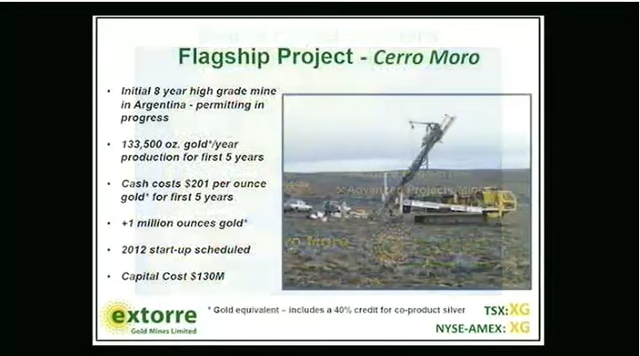 Flagship Project - Cerro Moro
• Initial 8 year high grade mine
in Argentina - permitting in
progress
• 133,500 oz. gold*/year
production for first 5 years
• Cash costs $201 per ounce
gold* for first 5 years
• +1 million ounces gold*
• 2012 start-up scheduled
• Capital Cost $130M
Advanced Projects/Mines
extorre
Gold Mines Limited
* Gold equivalent – includes a 40% credit for co-product silver
TSX:XG
NYSE-AMEX: XG